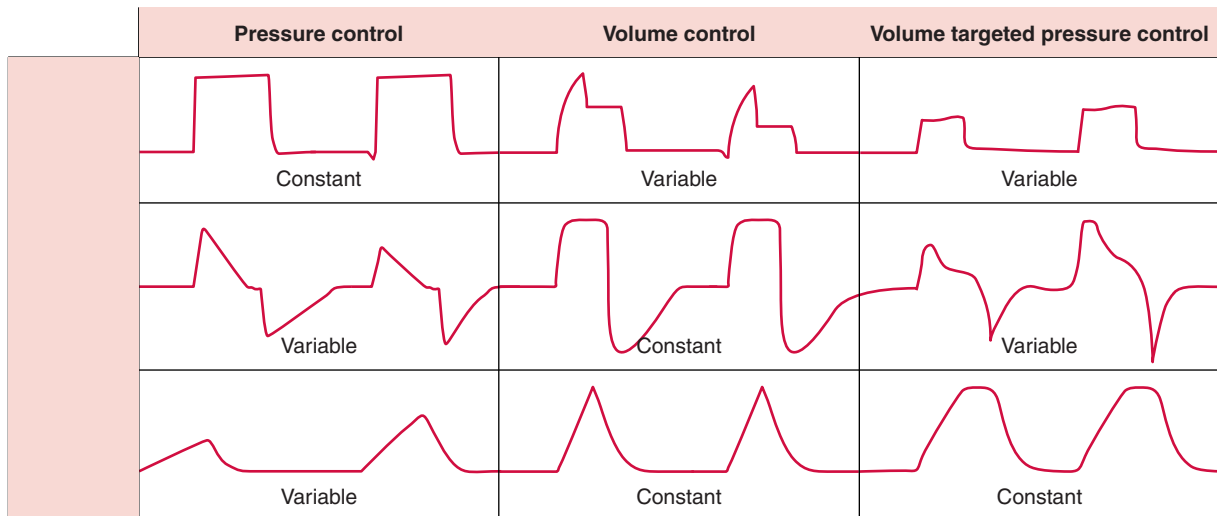 Pressure control Volume control Volume targeted pressure control
Constant Variable Variable
Variable Constant Variable
Variable Constant Constant